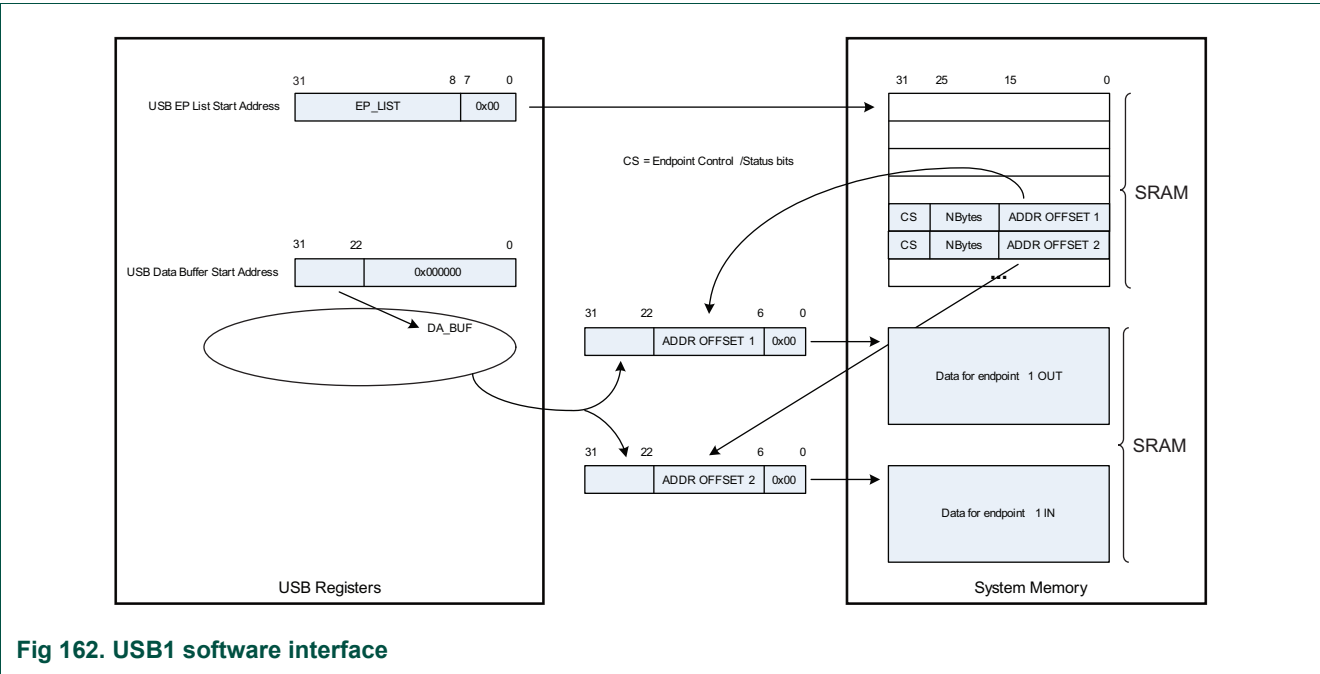 31 8 7 0
USB EP List Start Address EP_LIST 0x00
31 25 15 0
CS = Endpoint Control /Status bits
SRAM
CS NBytes ADDR OFFSET 1
CS NBytes ADDR OFFSET 2
...
31 22 0
USB Data Buffer Start Address 0x000000
DA_BUF
31 22 6 0
ADDR OFFSET 1 0x00
Data for endpoint 1 OUT
SRAM
31 22 6 0
ADDR OFFSET 2 0x00
Data for endpoint 1 IN
USB Registers
System Memory
Fig 162. USB1 software interface